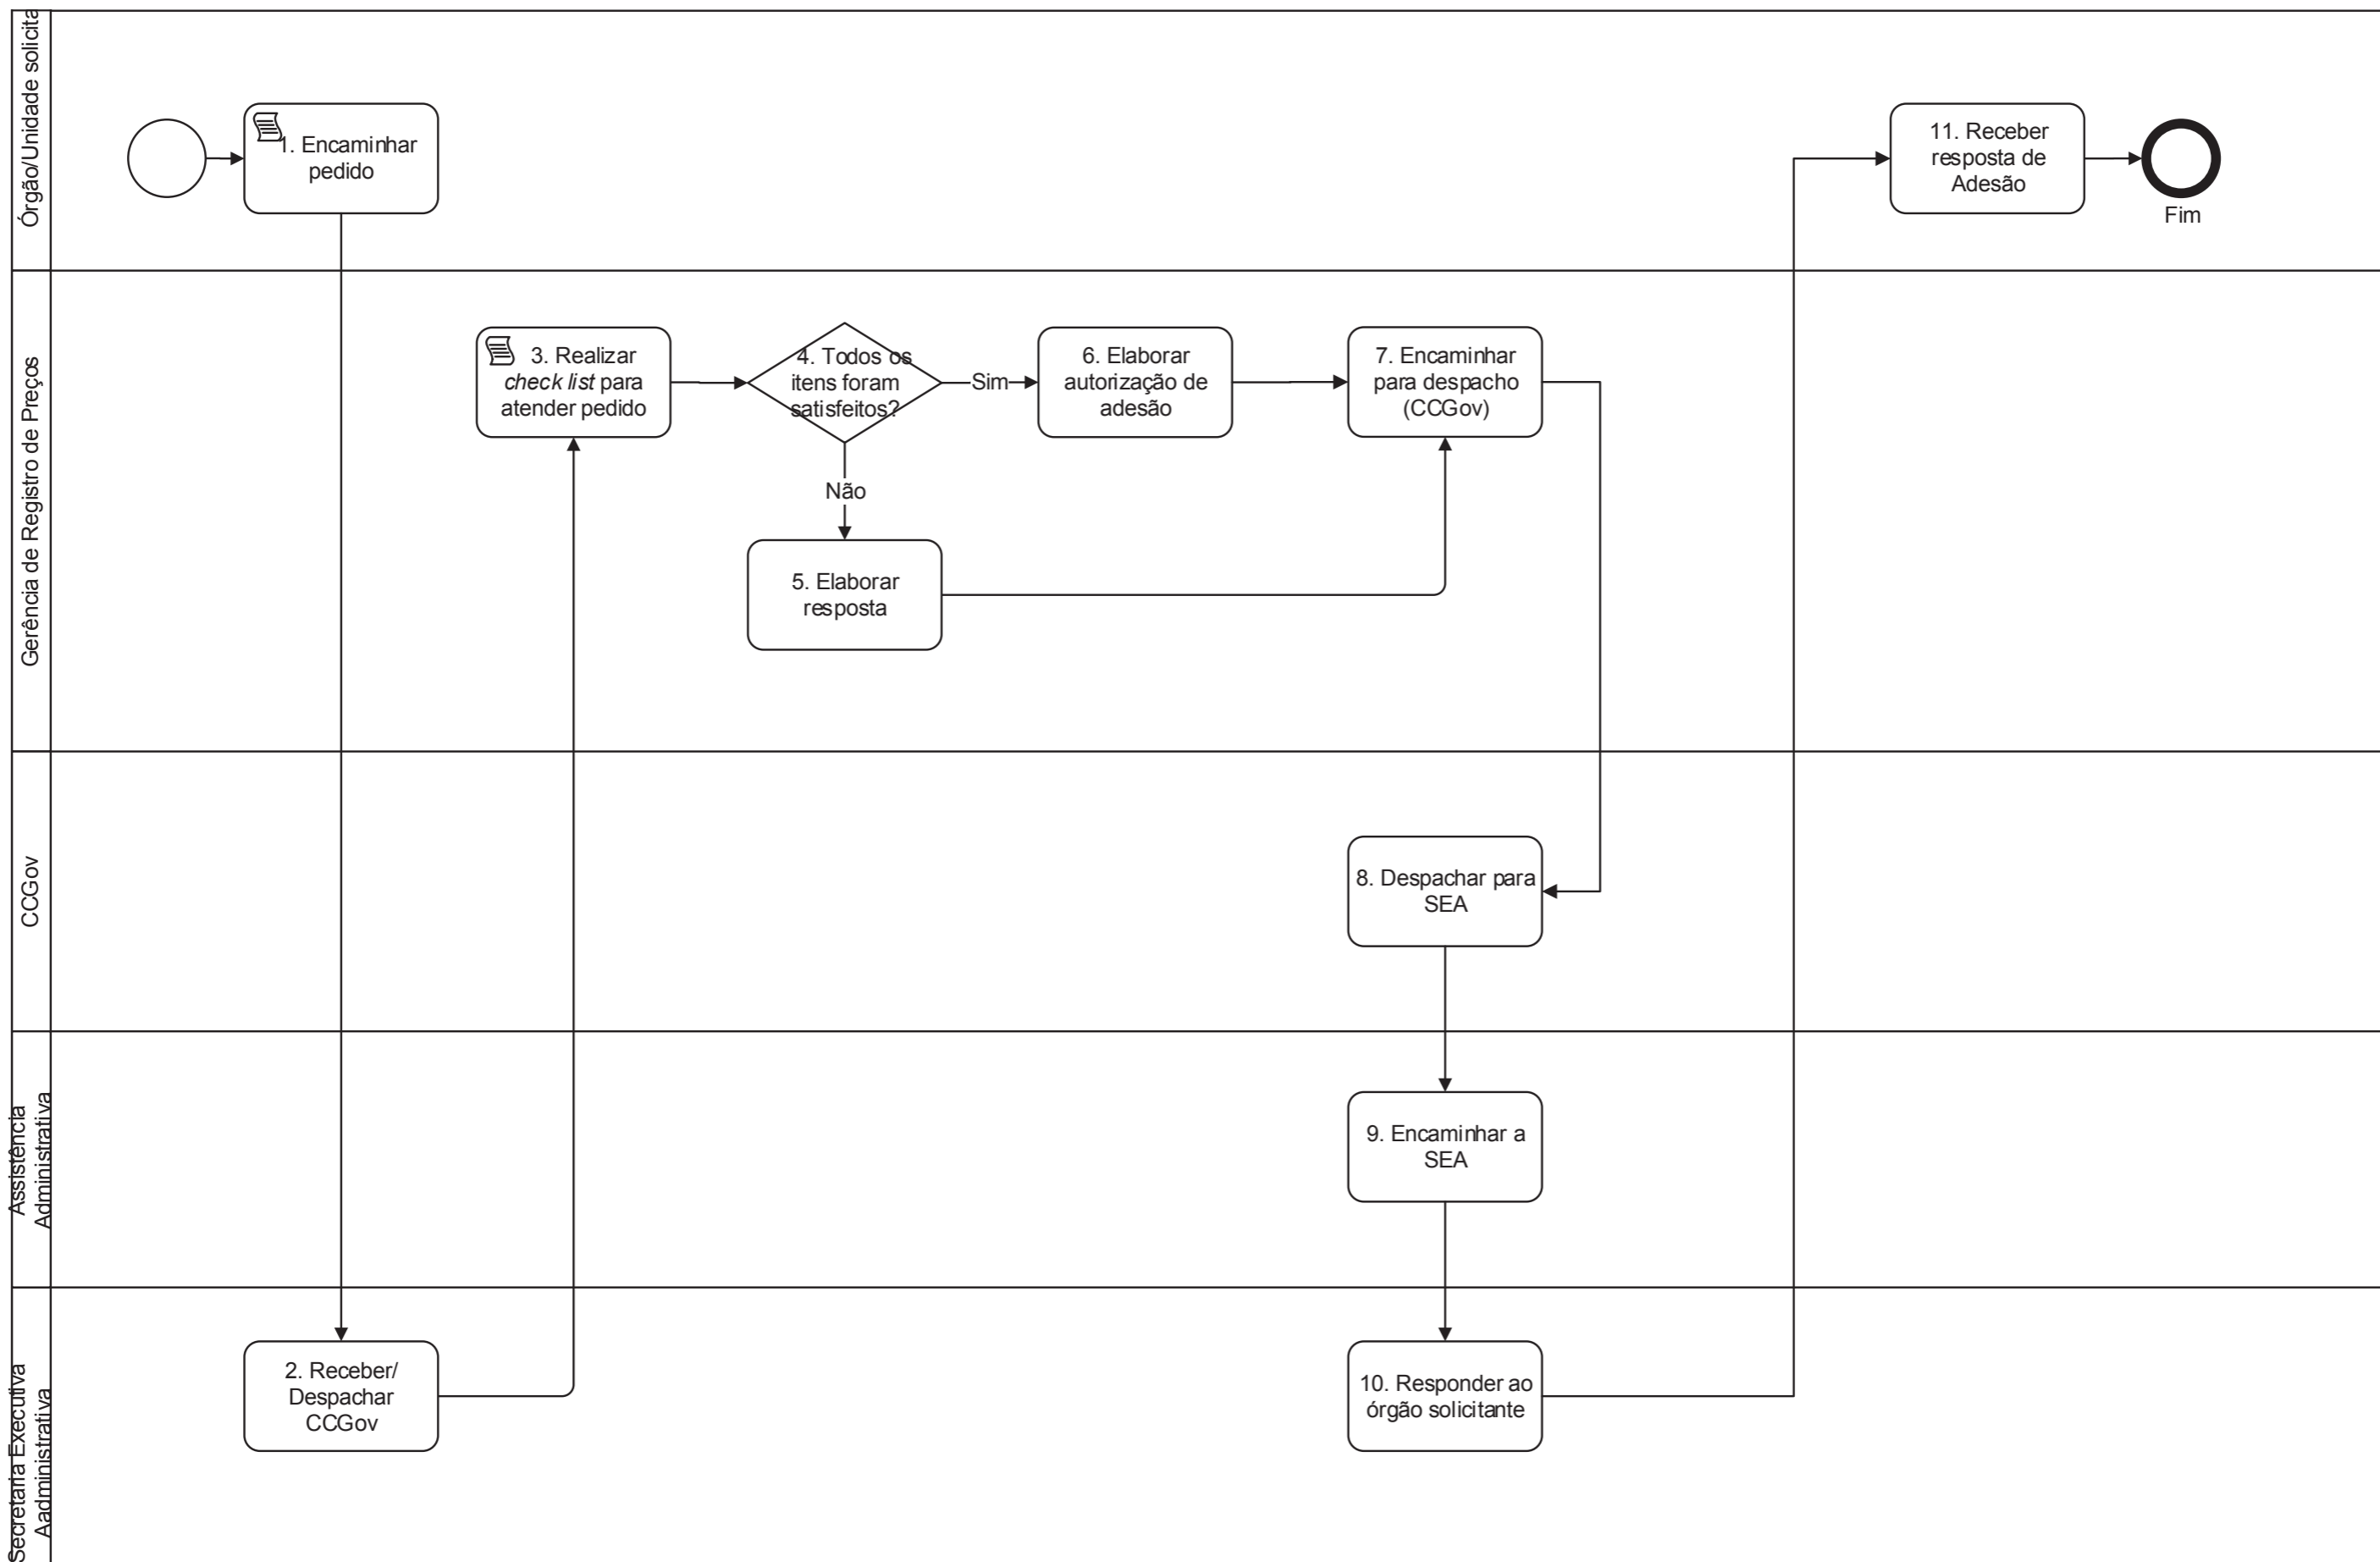 Órgão/Unidade solicita
1. Encaminhar
pedido
11. Receber
resposta de
Adesão
Fim
Gerência de Registro de Preços
3. Realizar
check list para
atender pedido
4. Todos os
itens foram
satisfeitos?
Sim
6. Elaborar
autorização de
adesão
7. Encaminhar
para despacho
(CCGov)
Não
5. Elaborar
resposta
CCGov
8. Despachar para
SEA
Assistência
Administrativa
9. Encaminhar a
SEA
Secretaria Executiva
Aadministrativa
2. Receber/
Despachar
CCGov
10. Responder ao
órgão solicitante